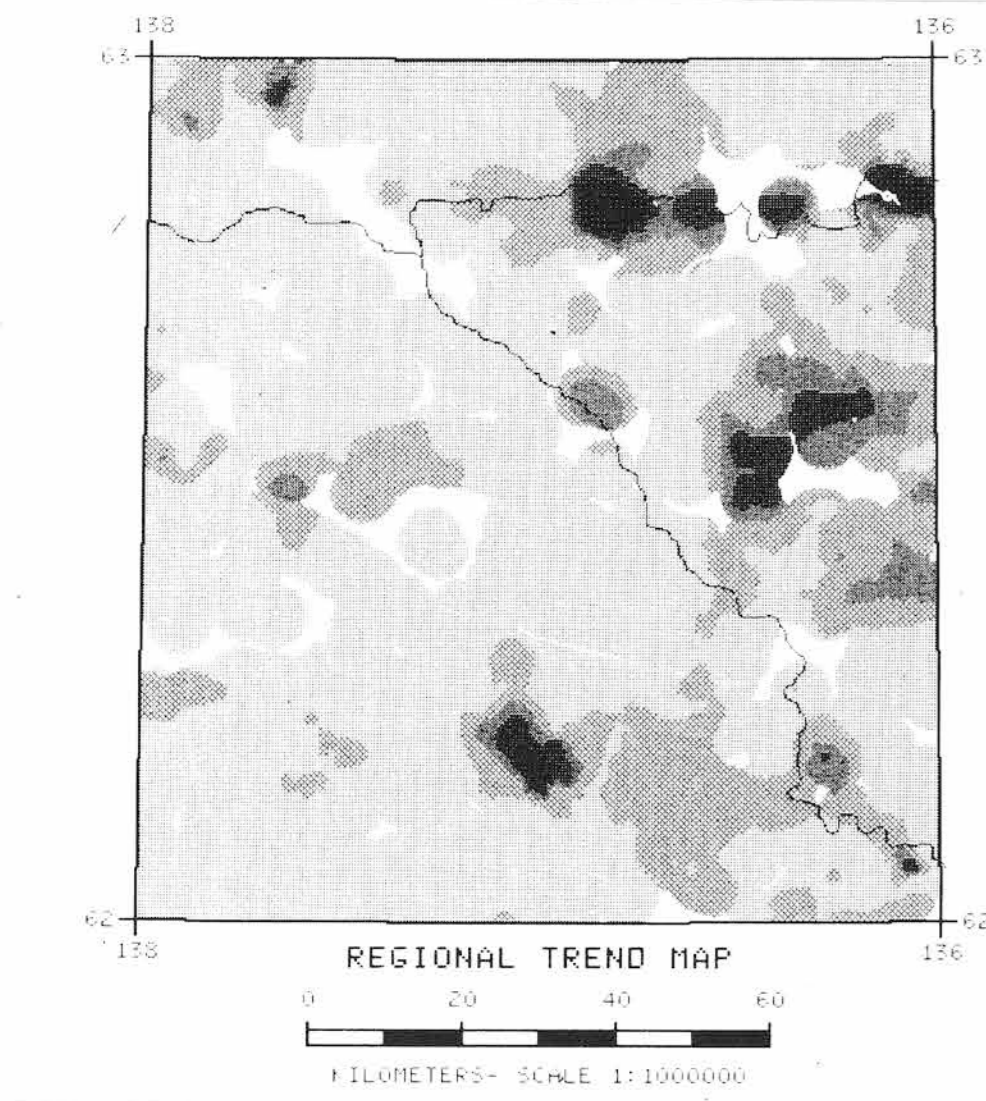 138 136
63 63
62 62
138 136
REGIONAL TREND MAP
0 20 40 60
KILOMETERS- SCALE 1:1000000